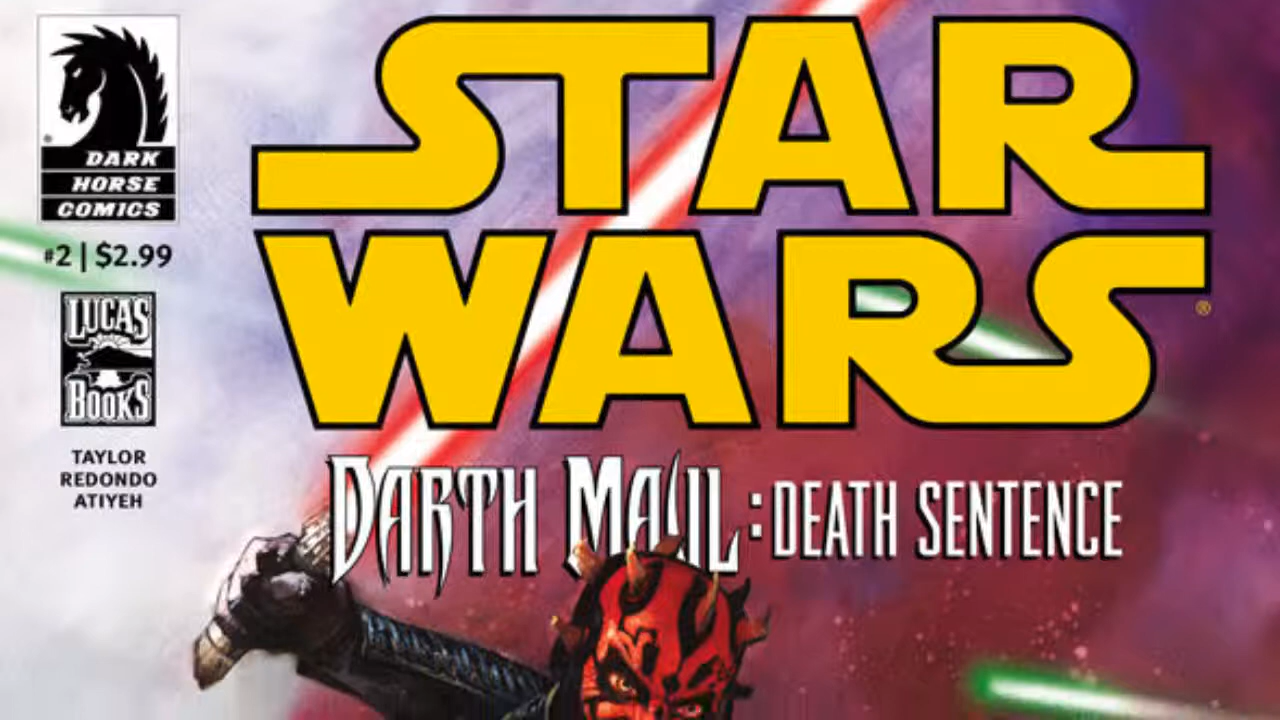 DARK
HORSE
COMICS
#2 | $2.99
LUCAS
BOOKS
TAYLOR
REDONDO
ATIYEH
STAR
WARS
®
DARTH MAUL: DEATH SENTENCE